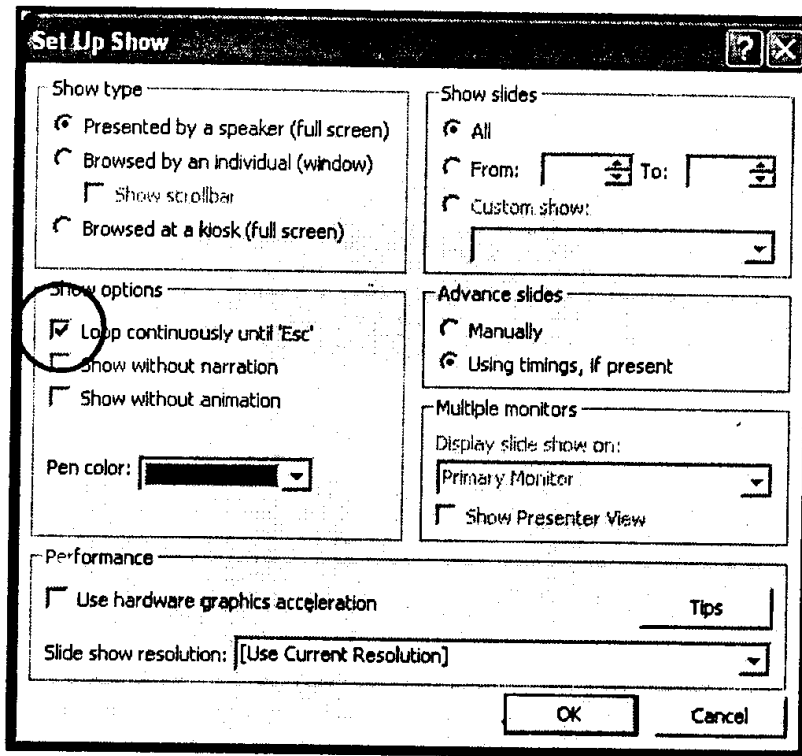 Set Up Show
Show type
Presented by a speaker (full screen)
Browsed by an individual (window)
Show scrollbar
Browsed at a kiosk (full screen)
Show slides
All
From: To:
Custom show:
Show options
Loop continuously until 'Esc'
Show without narration
Show without animation
Pen color:
Advance slides
Manually
Using timings, if present
Multiple monitors
Display slide show on:
Primary Monitor
Show Presenter View
Performance
Use hardware graphics acceleration
Tips
Slide show resolution: [Use Current Resolution]
OK Cancel